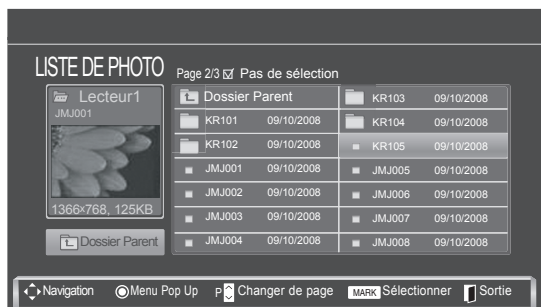 LISTE DE PHOTO
Page 2/3 Pas de sélection
Lecteur1
JMJ001
1366x768, 125KB
Dossier Parent
Dossier Parent
KR101 09/10/2008
KR102 09/10/2008
JMJ001 09/10/2008
JMJ002 09/10/2008
JMJ003 09/10/2008
JMJ004 09/10/2008
KR103 09/10/2008
KR104 09/10/2008
KR105 09/10/2008
JMJ005 09/10/2008
JMJ006 09/10/2008
JMJ007 09/10/2008
JMJ008 09/10/2008
Navigation Menu Pop Up P Changer de page MARK Sélectionner Sortie